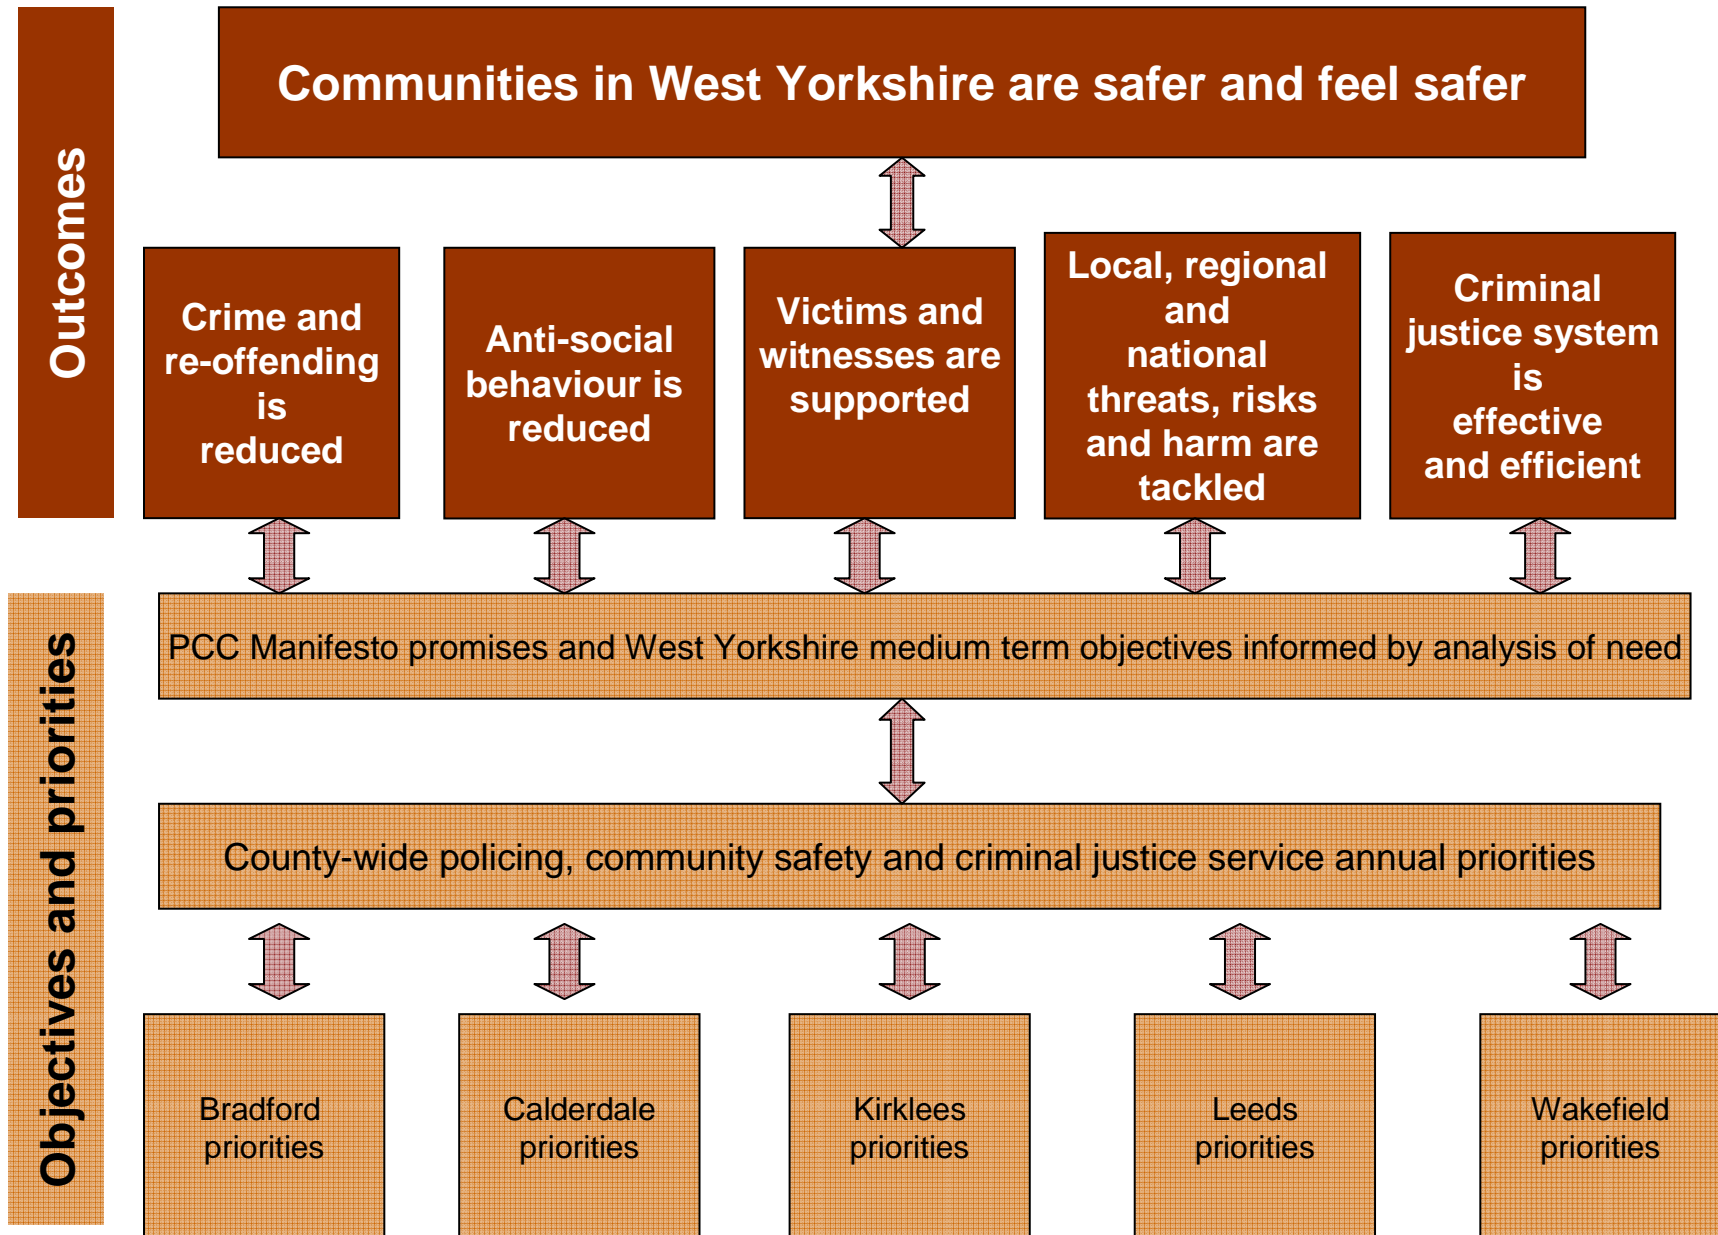 Outcomes
Communities in West Yorkshire are safer and feel safer
Crime and
re-offending
is
reduced
Anti-social
behaviour is
reduced
Victims and
witnesses are
supported
Local, regional
and
national
threats, risks
and harm are
tackled
Criminal
justice system
is
effective
and efficient
Objectives and priorities
PCC Manifesto promises and West Yorkshire medium term objectives informed by analysis of need
County-wide policing, community safety and criminal justice service annual priorities
Bradford
priorities
Calderdale
priorities
Kirklees
priorities
Leeds
priorities
Wakefield
priorities